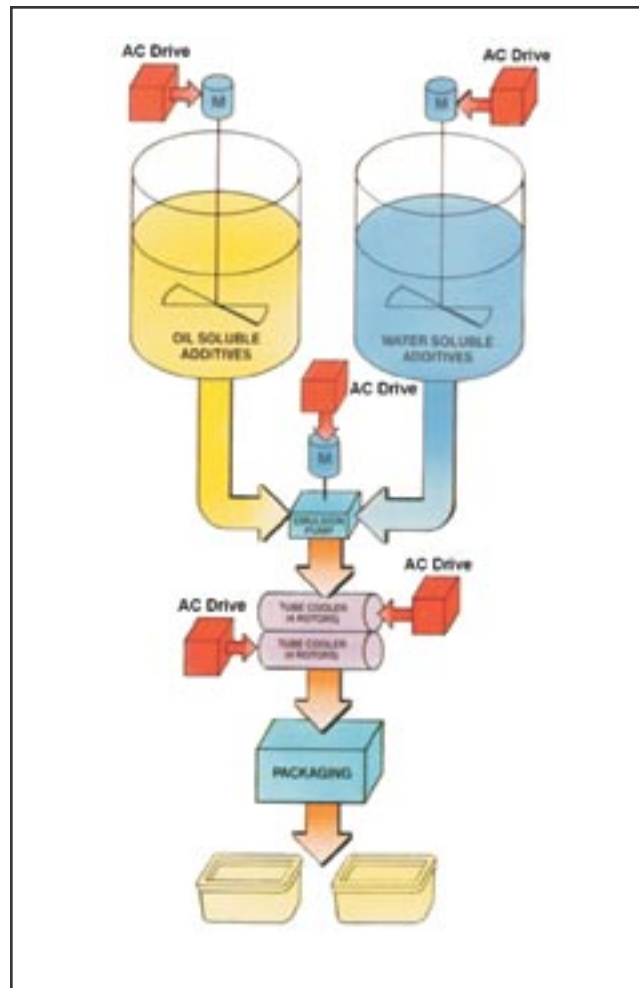 AC Drive
AC Drive
M
M
OIL SOLUBLE
ADDITIVES
WATER SOLUBLE
ADDITIVES
AC Drive
M
EMULSION
PUMP
AC Drive
TUBE COOLER
(4 ROTORS)
AC Drive
TUBE COOLER
(4 ROTORS)
PACKAGING